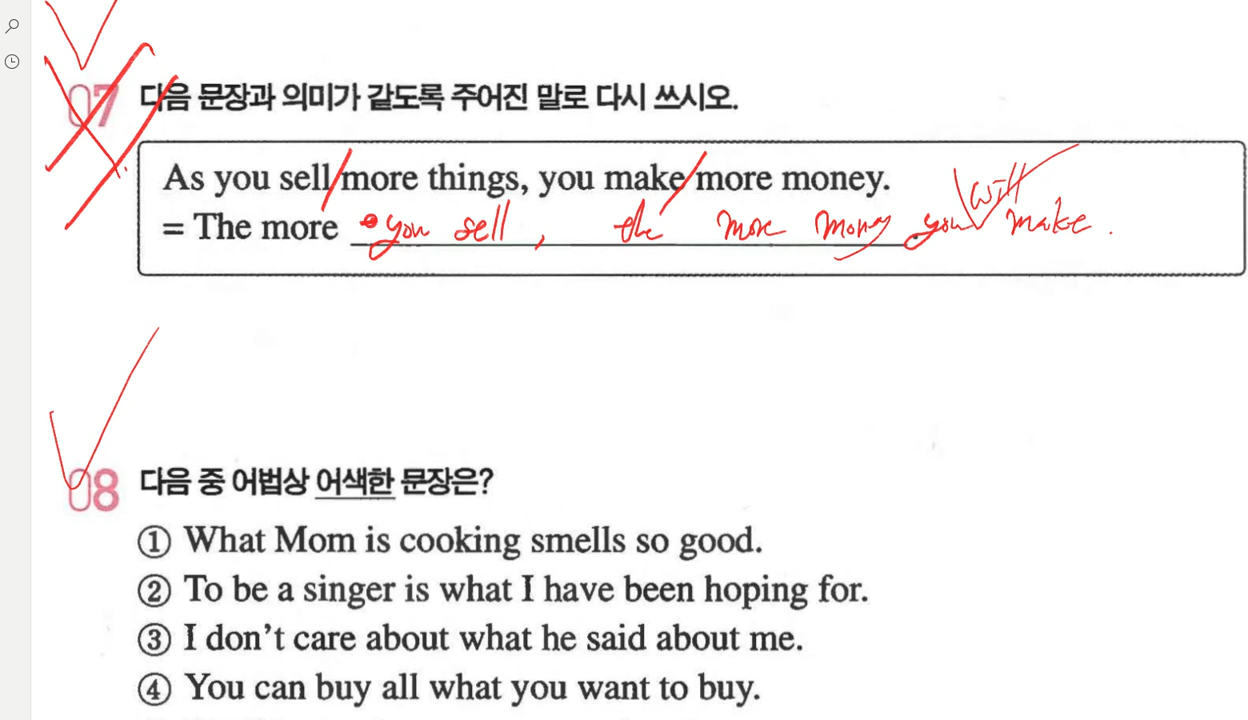 07 다음 문장과 의미가 같도록 주어진 말로 다시 쓰시오.
As you sell more things, you make more money.
= The more you sell, the more money you will make.
08 다음 중 어법상 어색한 문장은?
① What Mom is cooking smells so good.
② To be a singer is what I have been hoping for.
③ I don't care about what he said about me.
④ You can buy all what you want to buy.